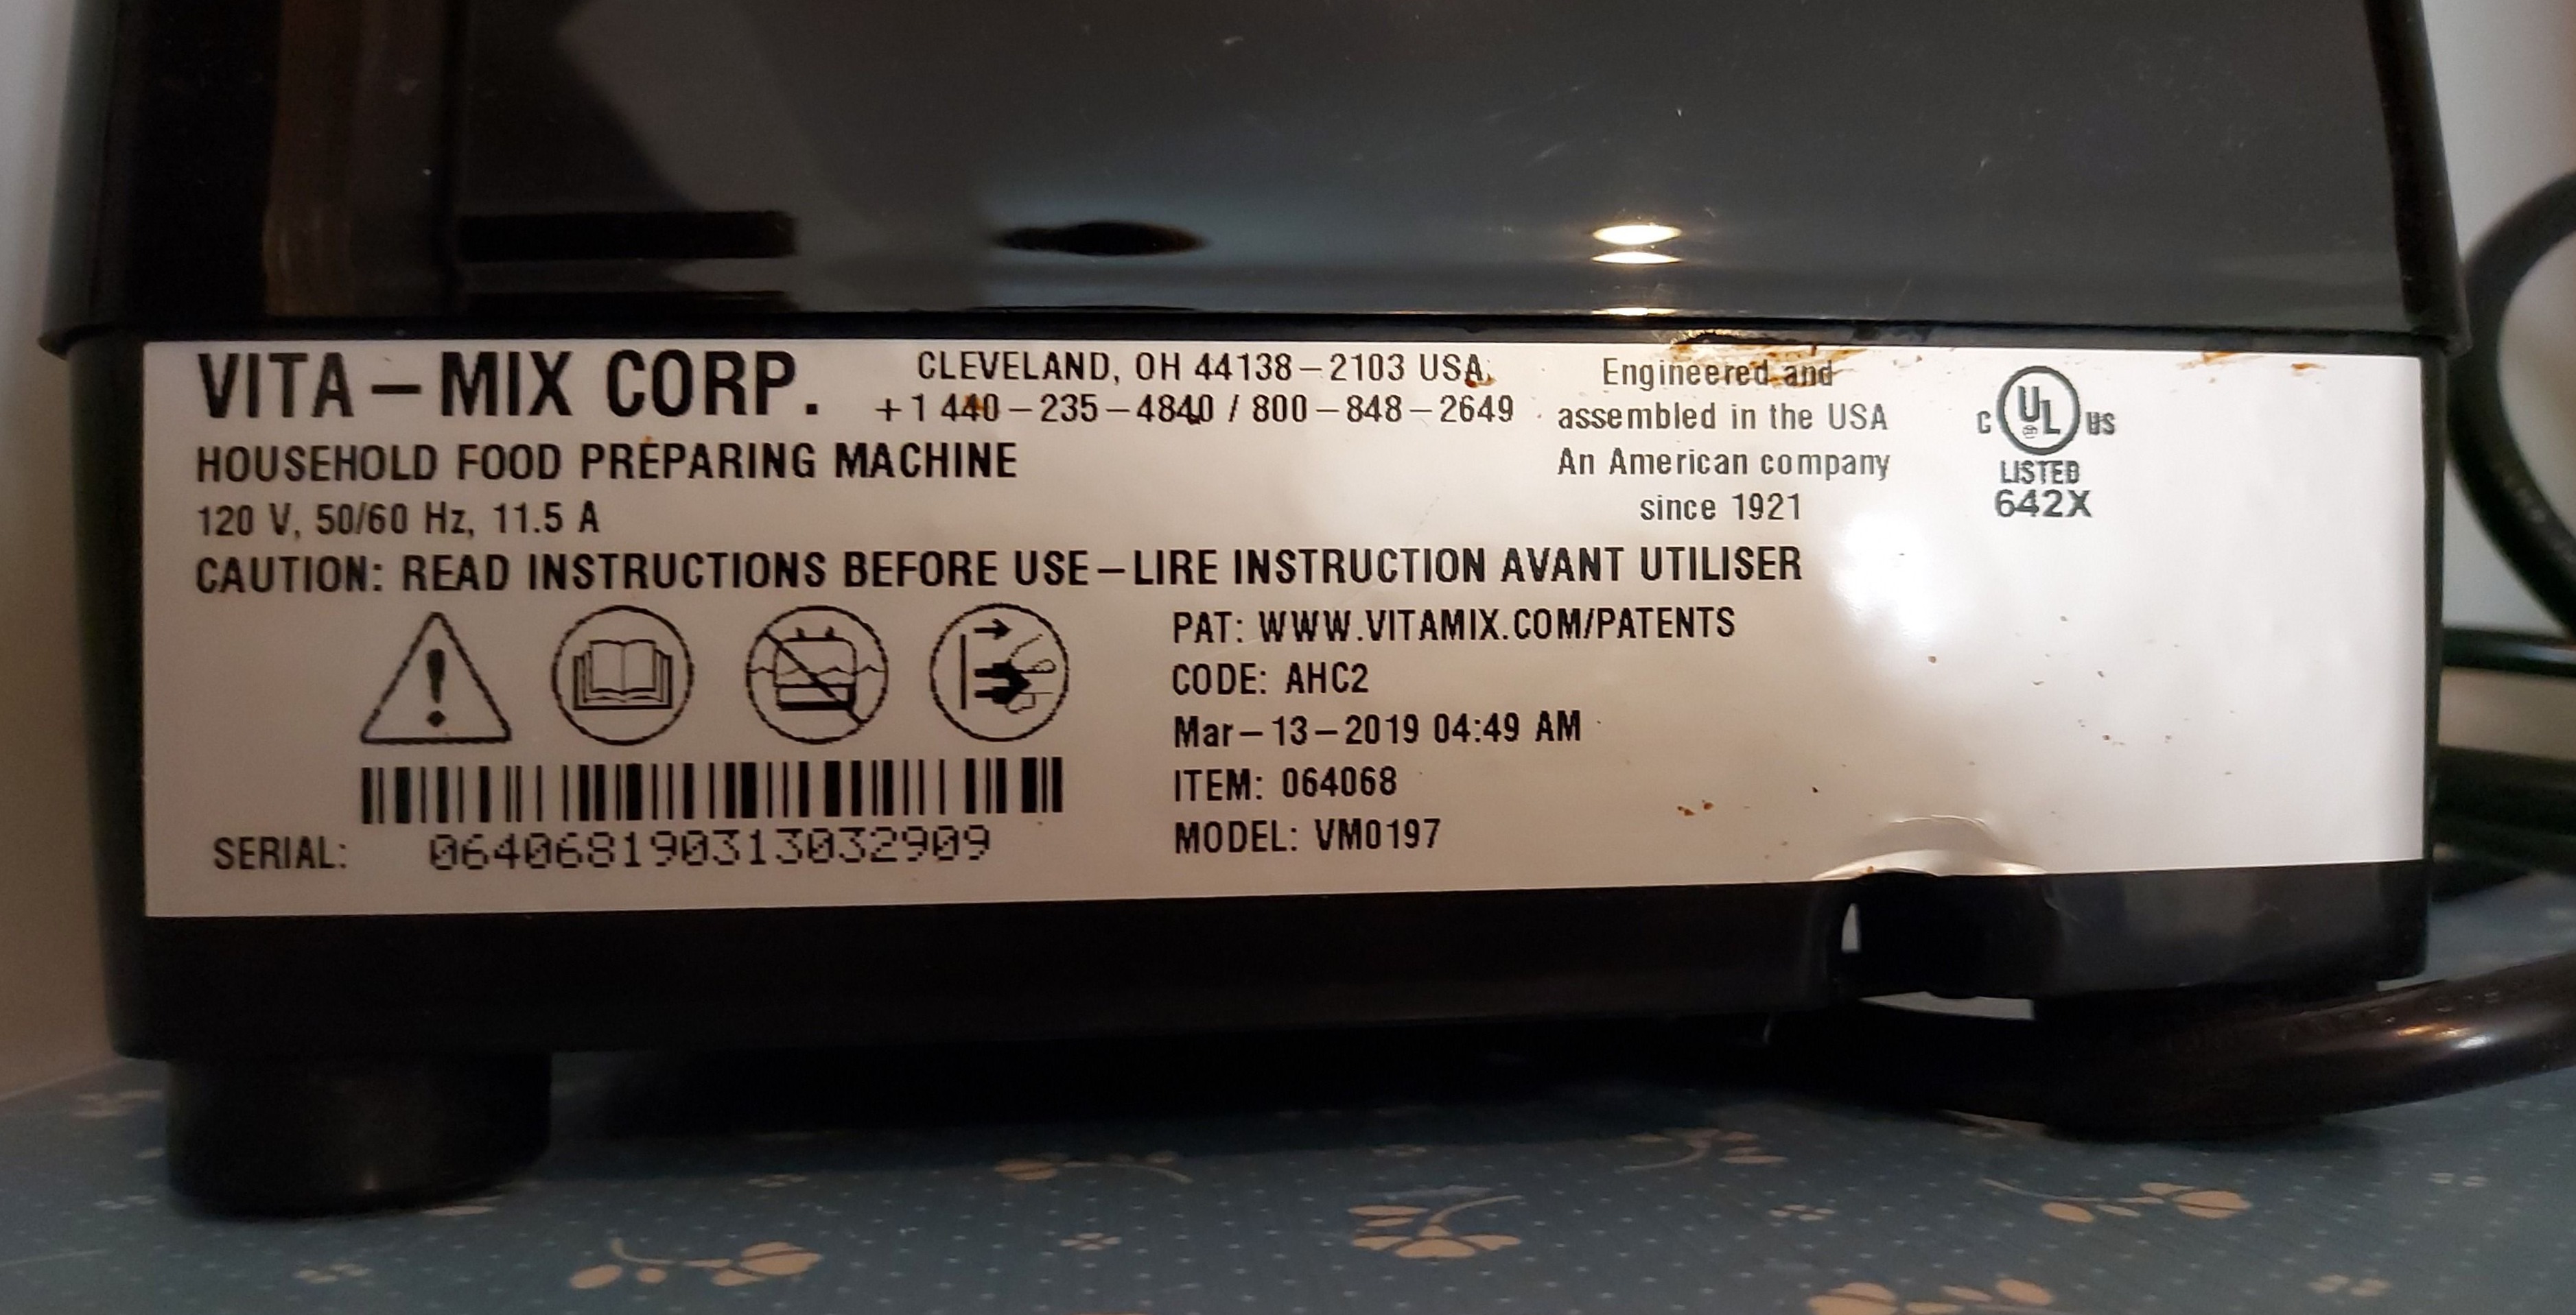 VITA – MIX CORP.
CLEVELAND, OH 44138 – 2103 USA
+1 440 – 235 – 4840 / 800 – 848 – 2649
Engineered and
assembled in the USA
An American company
since 1921
C UL US
LISTED
642X
HOUSEHOLD FOOD PREPARING MACHINE
120 V, 50/60 Hz, 11.5 A
CAUTION: READ INSTRUCTIONS BEFORE USE – LIRE INSTRUCTION AVANT UTILISER
PAT: WWW.VITAMIX.COM/PATENTS
CODE: AHC2
Mar – 13 – 2019 04:49 AM
ITEM: 064068
MODEL: VM0197
SERIAL: 064068190313032909